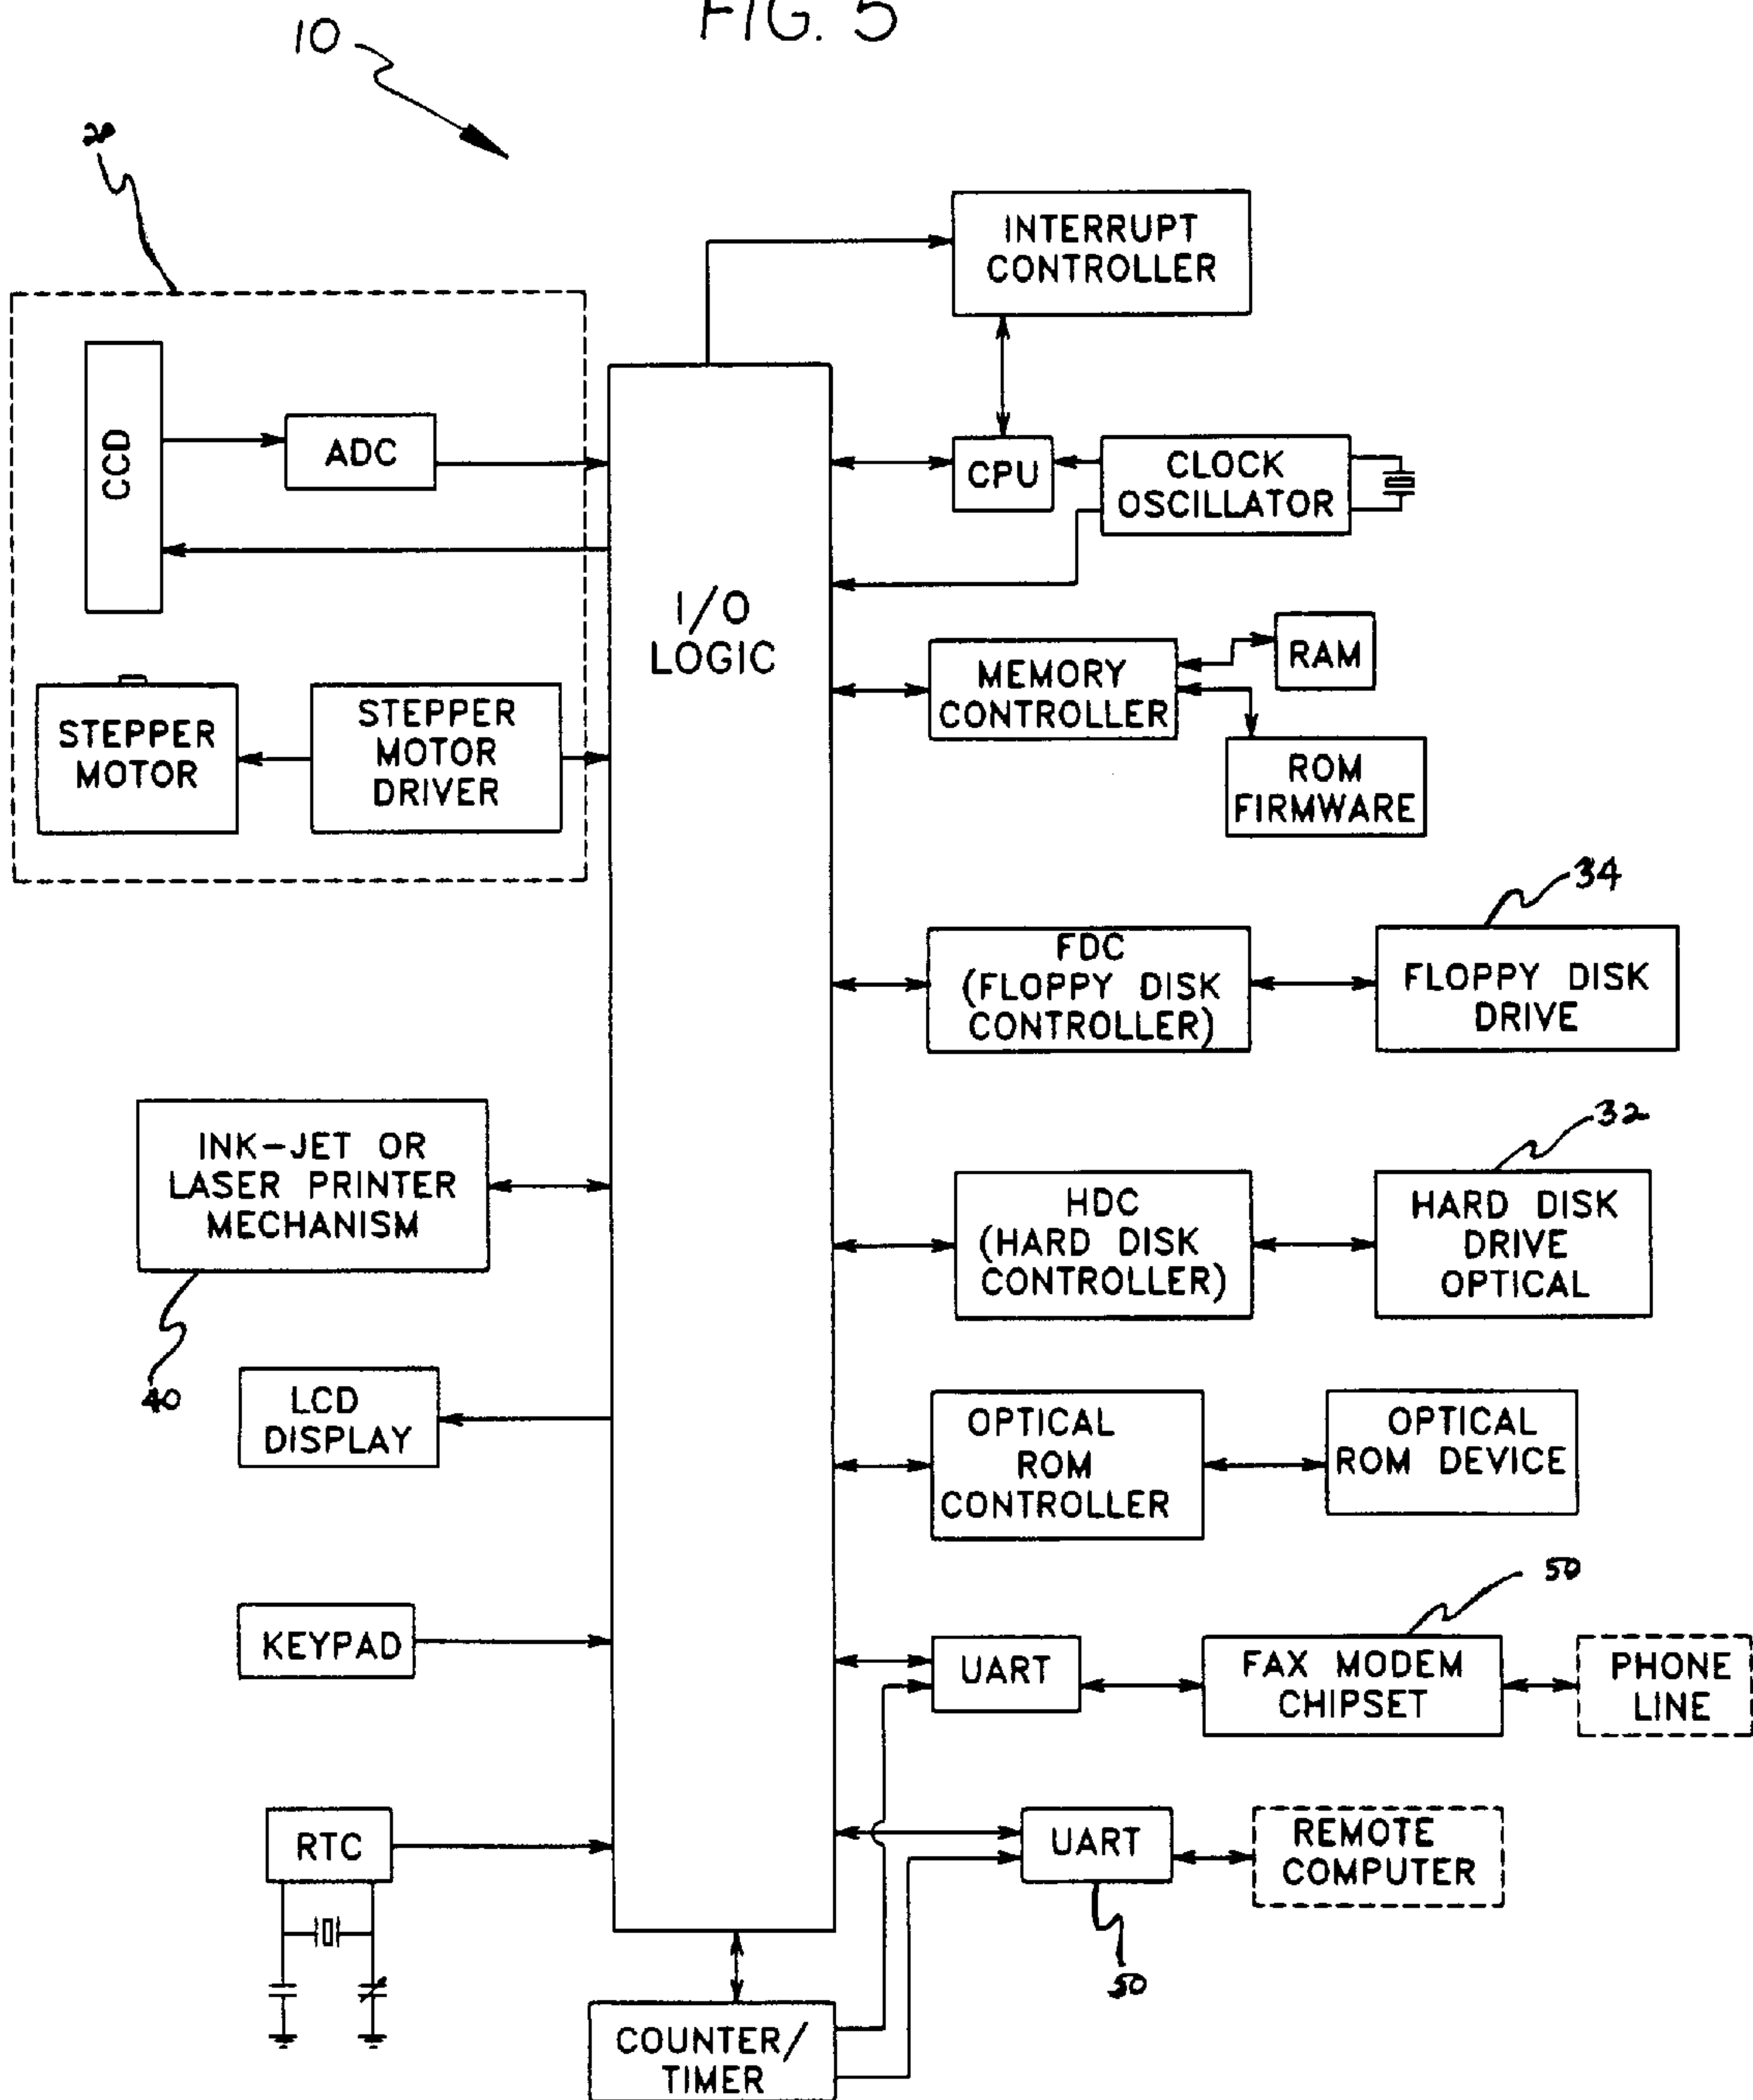 FIG. 5
10
INTERRUPT
CONTROLLER
CCD
ADC
CPU
CLOCK
OSCILLATOR
I/O
LOGIC
STEPPER
MOTOR
STEPPER
MOTOR
DRIVER
MEMORY
CONTROLLER
RAM
ROM
FIRMWARE
34
FDC
(FLOPPY DISK
CONTROLLER)
FLOPPY DISK
DRIVE
INK-JET OR
LASER PRINTER
MECHANISM
40
32
HDC
(HARD DISK
CONTROLLER)
HARD DISK
DRIVE
OPTICAL
LCD
DISPLAY
OPTICAL
ROM
CONTROLLER
OPTICAL
ROM DEVICE
KEYPAD
50
UART
FAX MODEM
CHIPSET
PHONE
LINE
RTC
UART
REMOTE
COMPUTER
50
COUNTER/
TIMER